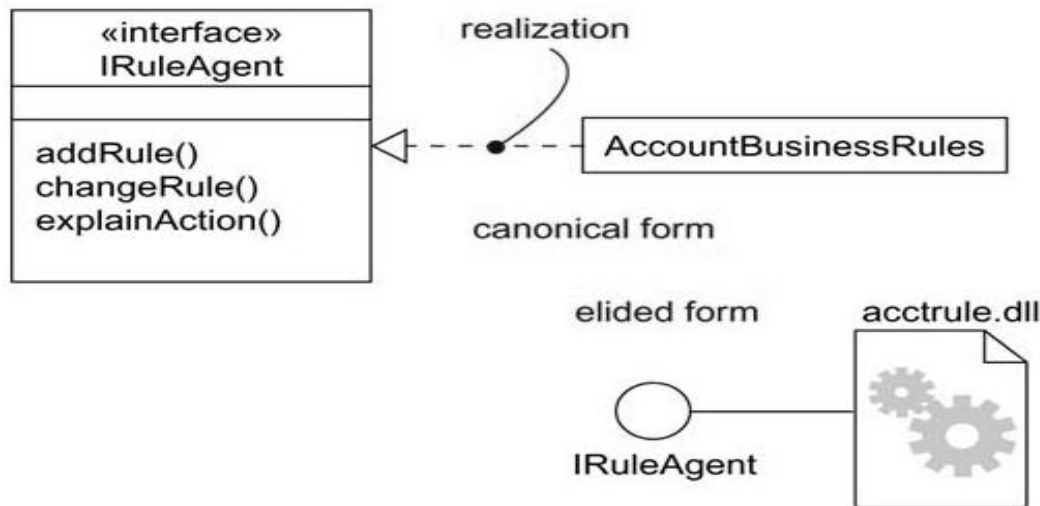 «interface»
IRuleAgent
addRule()
changeRule()
explainAction()
realization
AccountBusinessRules
canonical form
elided form
acctrule.dll
IRuleAgent